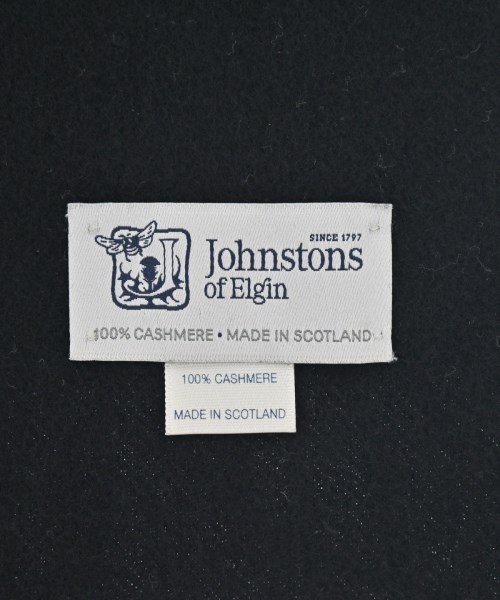 SINCE 1797
Johnstons
of Elgin
100% CASHMERE • MADE IN SCOTLAND
100% CASHMERE
MADE IN SCOTLAND